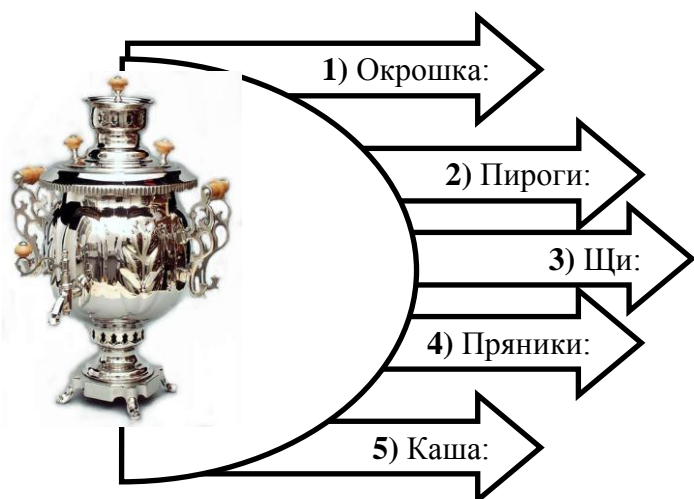 1) Окрошка:
2) Пироги:
3) Щи:
4) Пряники:
5) Каша: